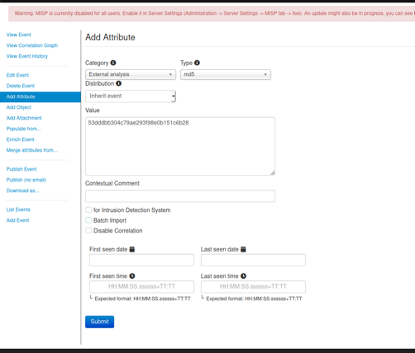 Warning: MISP is currently disabled for all users. Enable it in Server Settings (Administration -> Server Settings -> MISP tab -> live). An update might also be in progress, you can see
View Event
View Correlation Graph
View Event History
Edit Event
Delete Event
Add Attribute
Add Object
Add Attachment
Populate from...
Enrich Event
Merge attributes from...
Publish Event
Publish (no email)
Download as...
List Events
Add Event
Add Attribute
Category
Type
External analysis
md5
Distribution
Inherit event
Value
53dddbb304c79ae293f98e0b151c6b28
Contextual Comment
for Intrusion Detection System
Batch Import
Disable Correlation
First seen date
Last seen date
First seen time
Last seen time
HH:MM:SS.ssssss+TT:TT
HH:MM:SS.ssssss+TT:TT
Expected format: HH:MM:SS.ssssss+TT:TT
Expected format: HH:MM:SS.ssssss+TT:TT
Submit